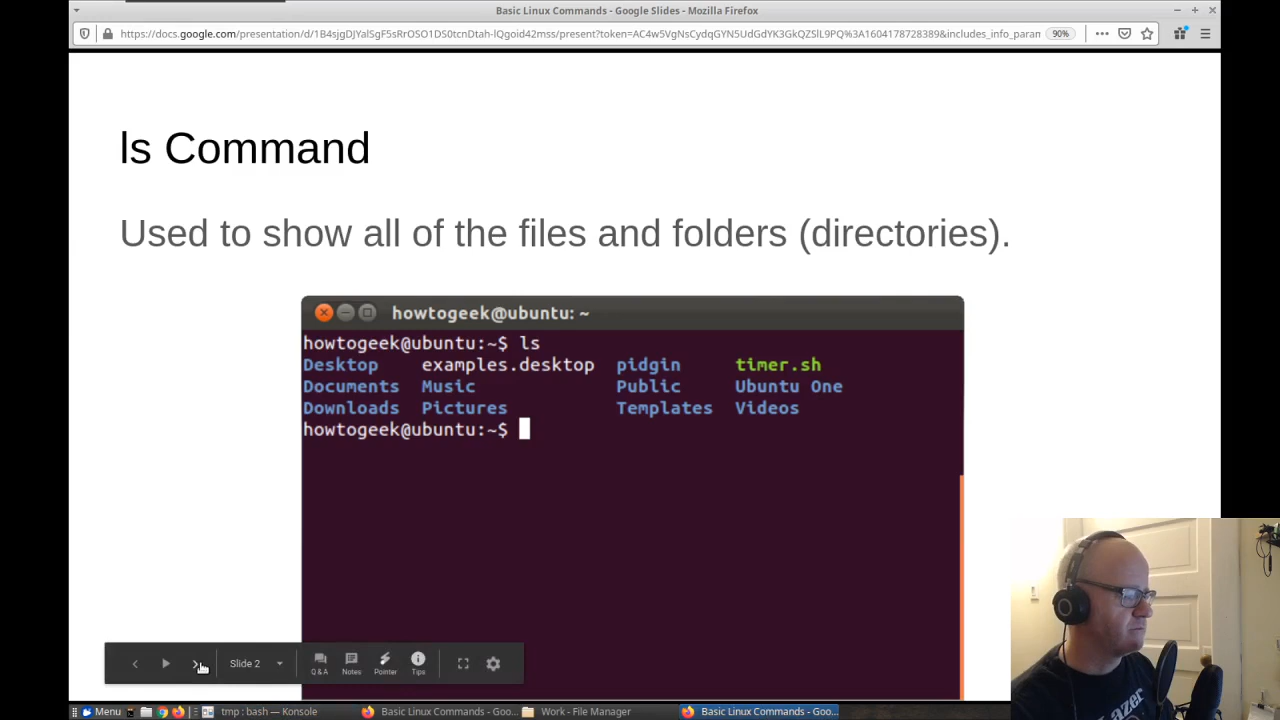 Basic Linux Commands - Google Slides - Mozilla Firefox
https://docs.google.com/presentation/d/1B4sjgDJYalSgF5sRrOSO1DS0tcnDtd0-lQgoid42mss/present?token=AC4w5VgNsCydqGYN5UdGdYK3GkQZSlL9PQ%3A1604178728389&includes_info_param
90%
ls Command
Used to show all of the files and folders (directories).
howtogeek@ubuntu: ~
howtogeek@ubuntu:~$ ls
Desktop examples.desktop pidgin timer.sh
Documents Music Public Ubuntu One
Downloads Pictures Templates Videos
howtogeek@ubuntu:~$
Slide 2
Q&A Notes Pointer Tips
Menu tmp : bash — Konsole Basic Linux Commands - Goo... Work - File Manager Basic Linux Commands - Goo...